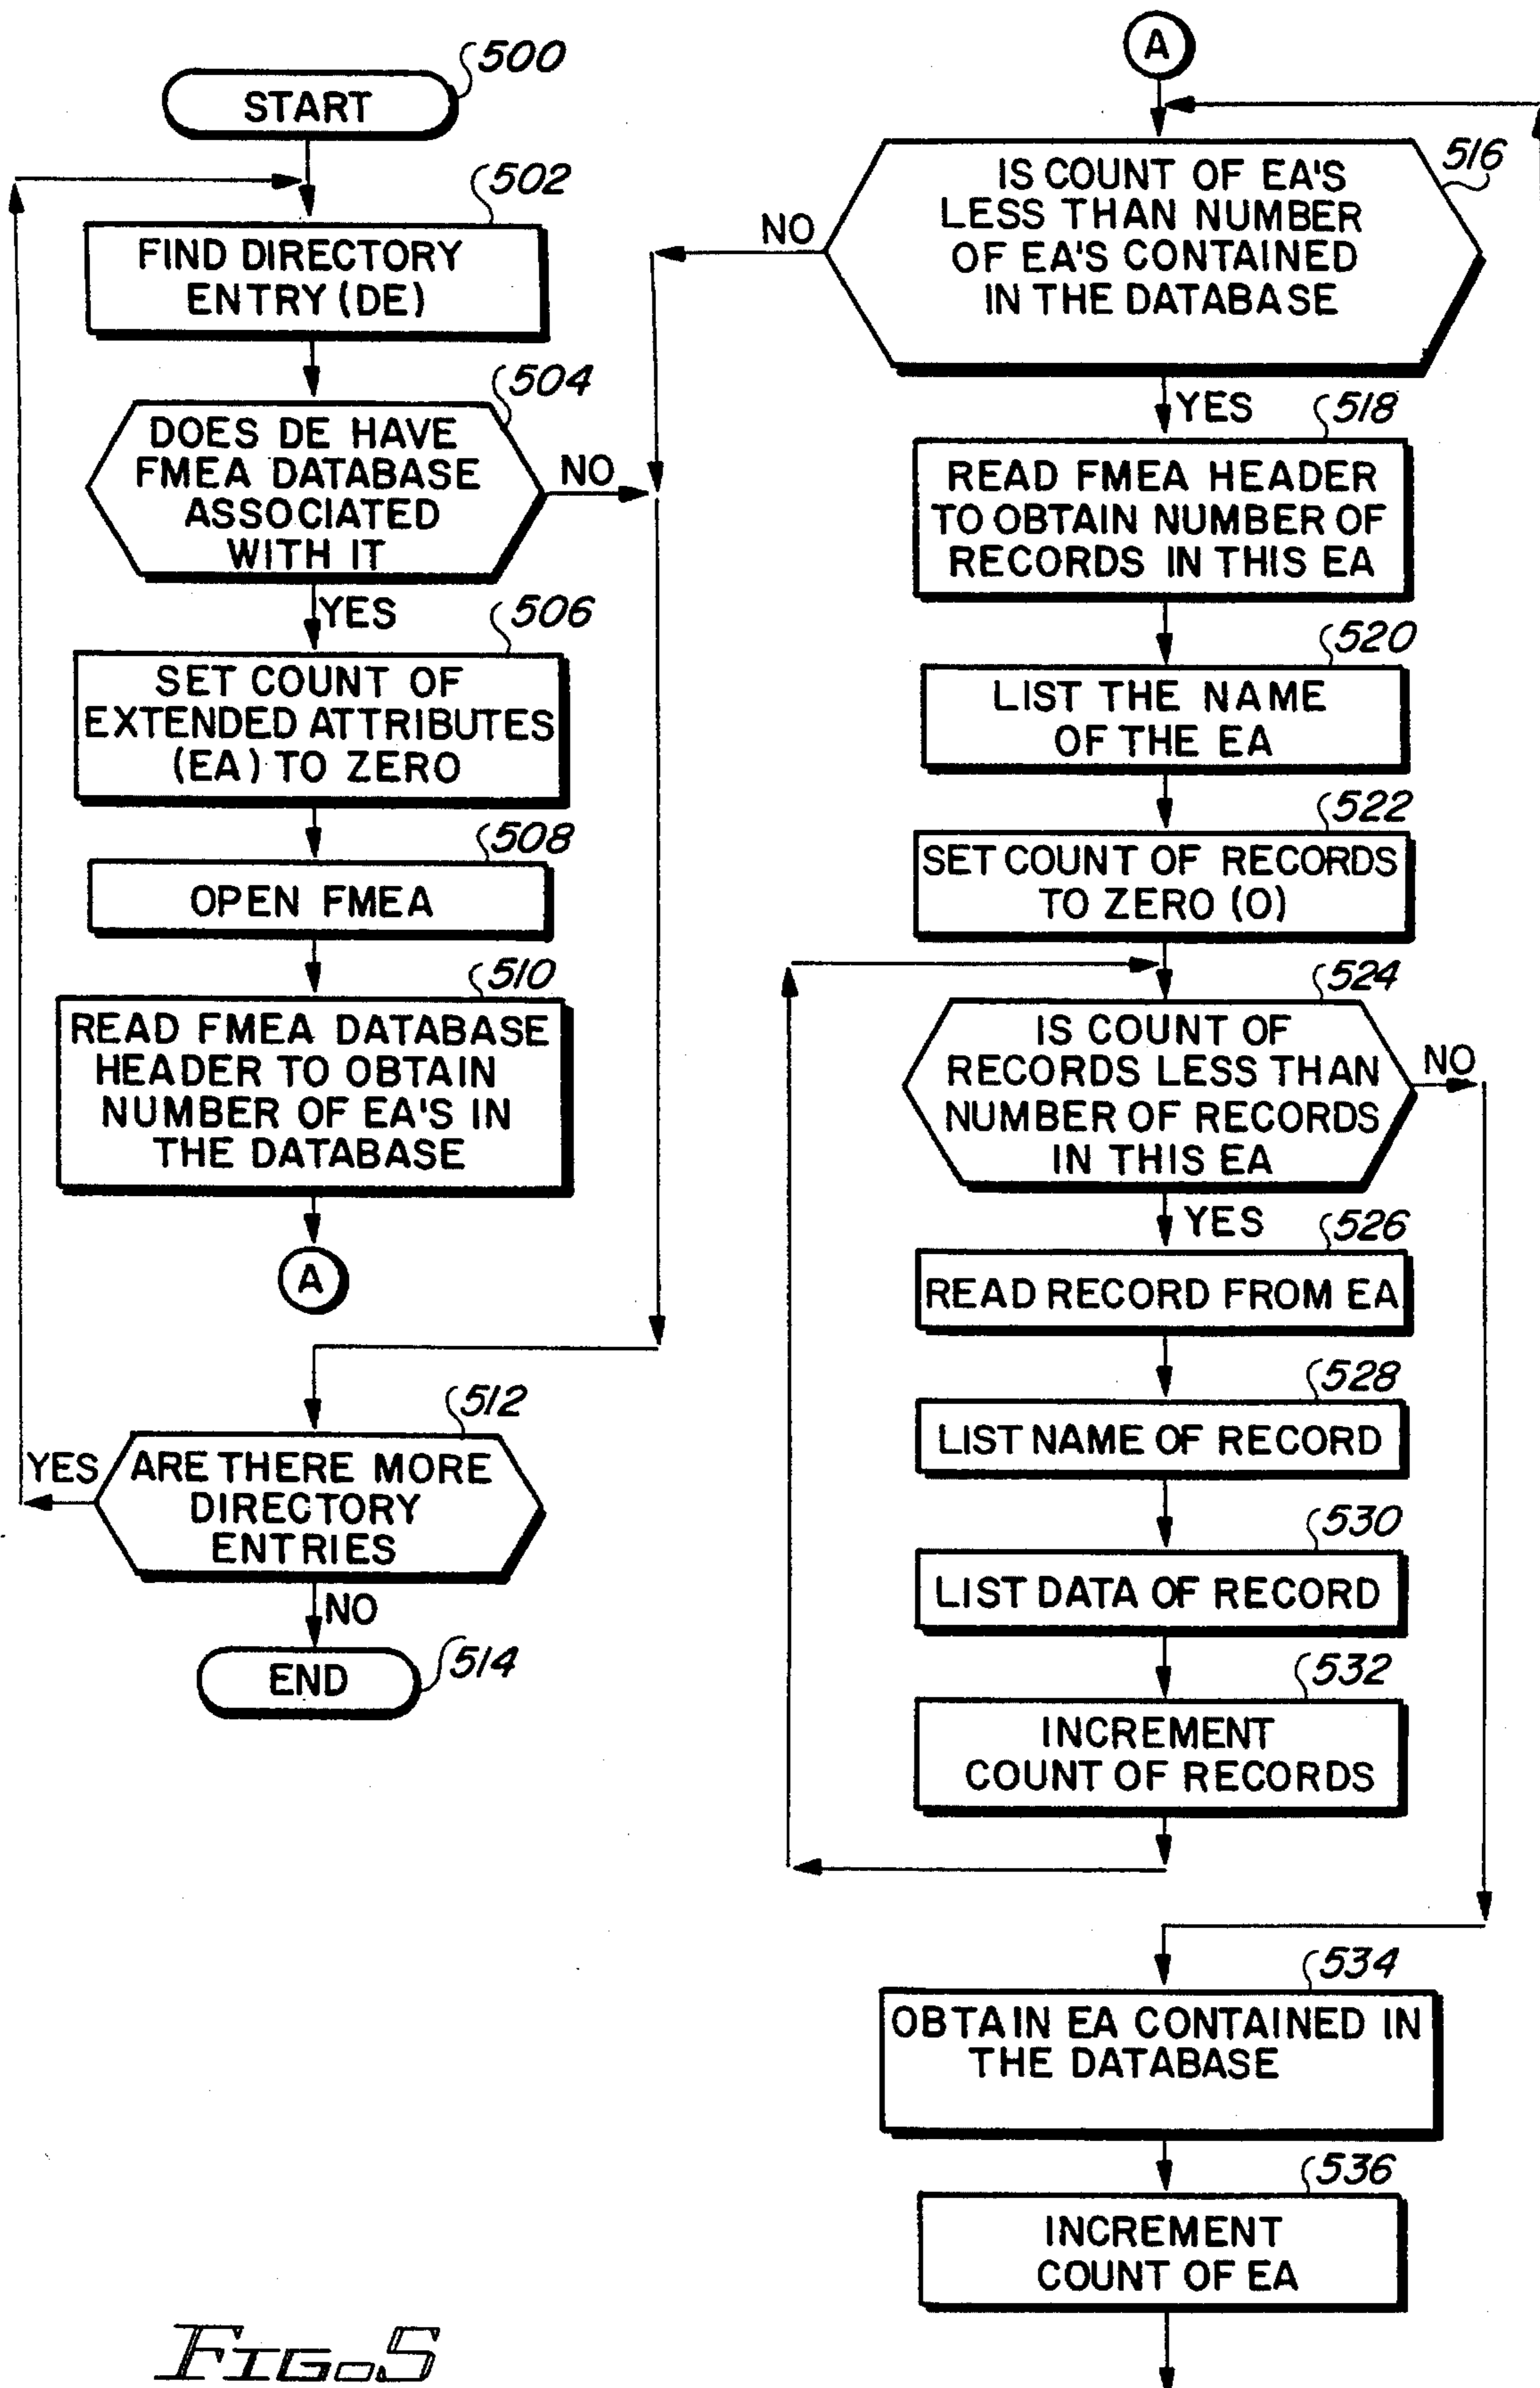 500
START
502
FIND DIRECTORY
ENTRY (DE)
504
DOES DE HAVE
FMEA DATABASE
ASSOCIATED
WITH IT
NO
YES
506
SET COUNT OF
EXTENDED ATTRIBUTES
(EA) TO ZERO
508
OPEN FMEA
510
READ FMEA DATABASE
HEADER TO OBTAIN
NUMBER OF EA'S IN
THE DATABASE
A
512
YES
ARE THERE MORE
DIRECTORY
ENTRIES
NO
END
514
A
516
IS COUNT OF EA'S
LESS THAN NUMBER
OF EA'S CONTAINED
IN THE DATABASE
NO
YES
518
READ FMEA HEADER
TO OBTAIN NUMBER OF
RECORDS IN THIS EA
520
LIST THE NAME
OF THE EA
522
SET COUNT OF RECORDS
TO ZERO (0)
524
IS COUNT OF
RECORDS LESS THAN
NUMBER OF RECORDS
IN THIS EA
NO
YES
526
READ RECORD FROM EA
528
LIST NAME OF RECORD
530
LIST DATA OF RECORD
532
INCREMENT
COUNT OF RECORDS
534
OBTAIN EA CONTAINED IN
THE DATABASE
536
INCREMENT
COUNT OF EA
FIG. 5